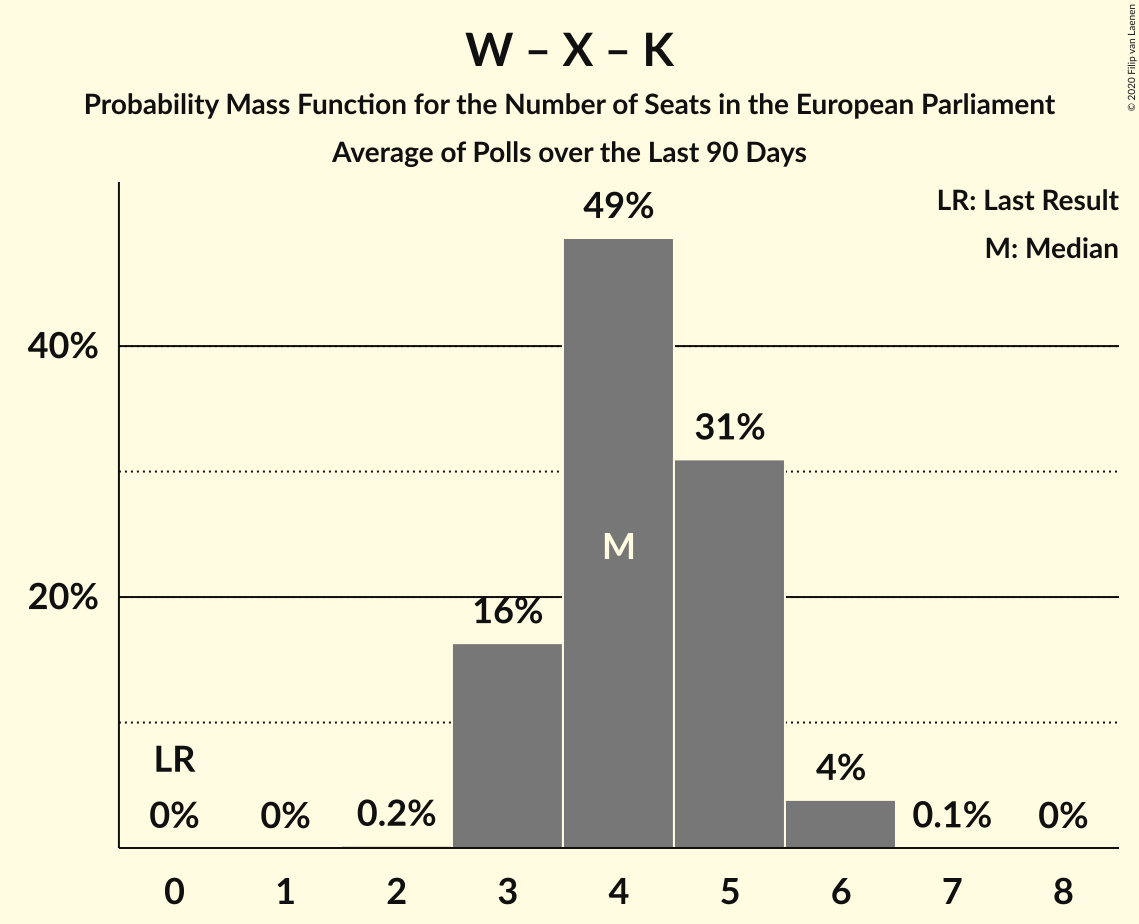 W – X – K
Probability Mass Function for the Number of Seats in the European Parliament
Average of Polls over the Last 90 Days
© 2020 Filip van Laenen
LR: Last Result
M: Median
49%
40%
31%
M
20%
16%
LR
4%
0% 0% 0.2% 0.1% 0%
0 1 2 3 4 5 6 7 8